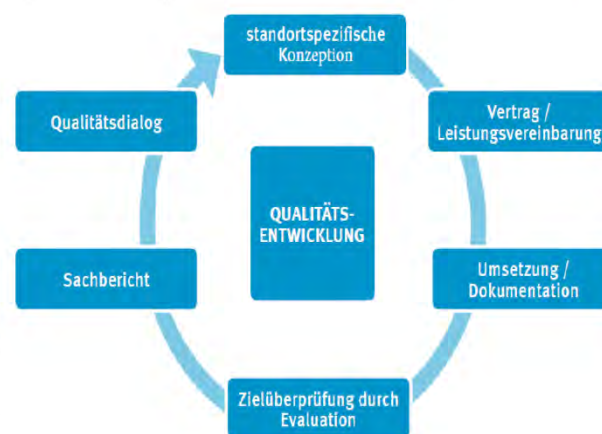 standortspezifische
Konzeption
Vertrag /
Leistungsvereinbarung
Umsetzung /
Dokumentation
Zielüberprüfung durch
Evaluation
Sachbericht
Qualitätsdialog
QUALITÄTS-
ENTWICKLUNG